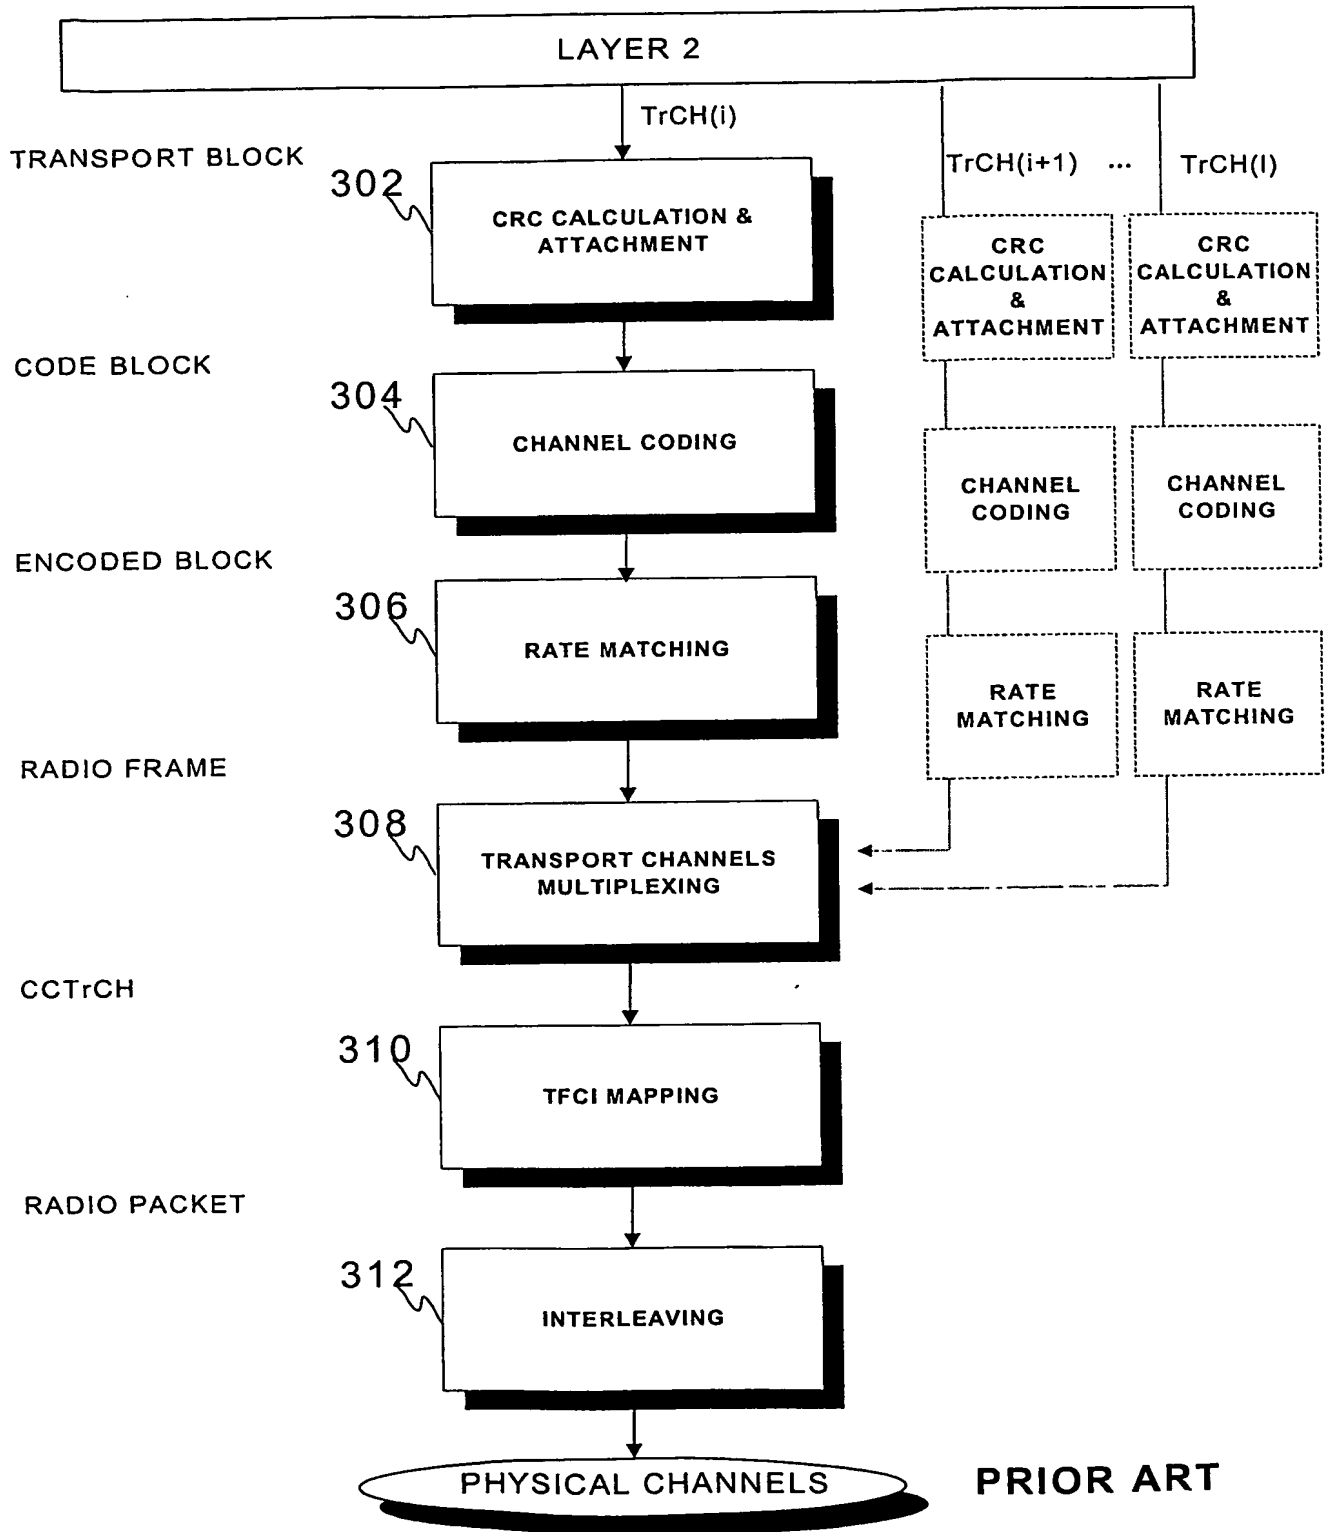 LAYER 2
TrCH(i)
TRANSPORT BLOCK
TrCH(i+1) ... TrCH(I)
302
CRC CALCULATION &
ATTACHMENT
CRC
CALCULATION
&
ATTACHMENT
CRC
CALCULATION
&
ATTACHMENT
CODE BLOCK
304
CHANNEL CODING
CHANNEL
CODING
CHANNEL
CODING
ENCODED BLOCK
306
RATE MATCHING
RATE
MATCHING
RATE
MATCHING
RADIO FRAME
308
TRANSPORT CHANNELS
MULTIPLEXING
CCTrCH
310
TFCI MAPPING
RADIO PACKET
312
INTERLEAVING
PHYSICAL CHANNELS
PRIOR ART